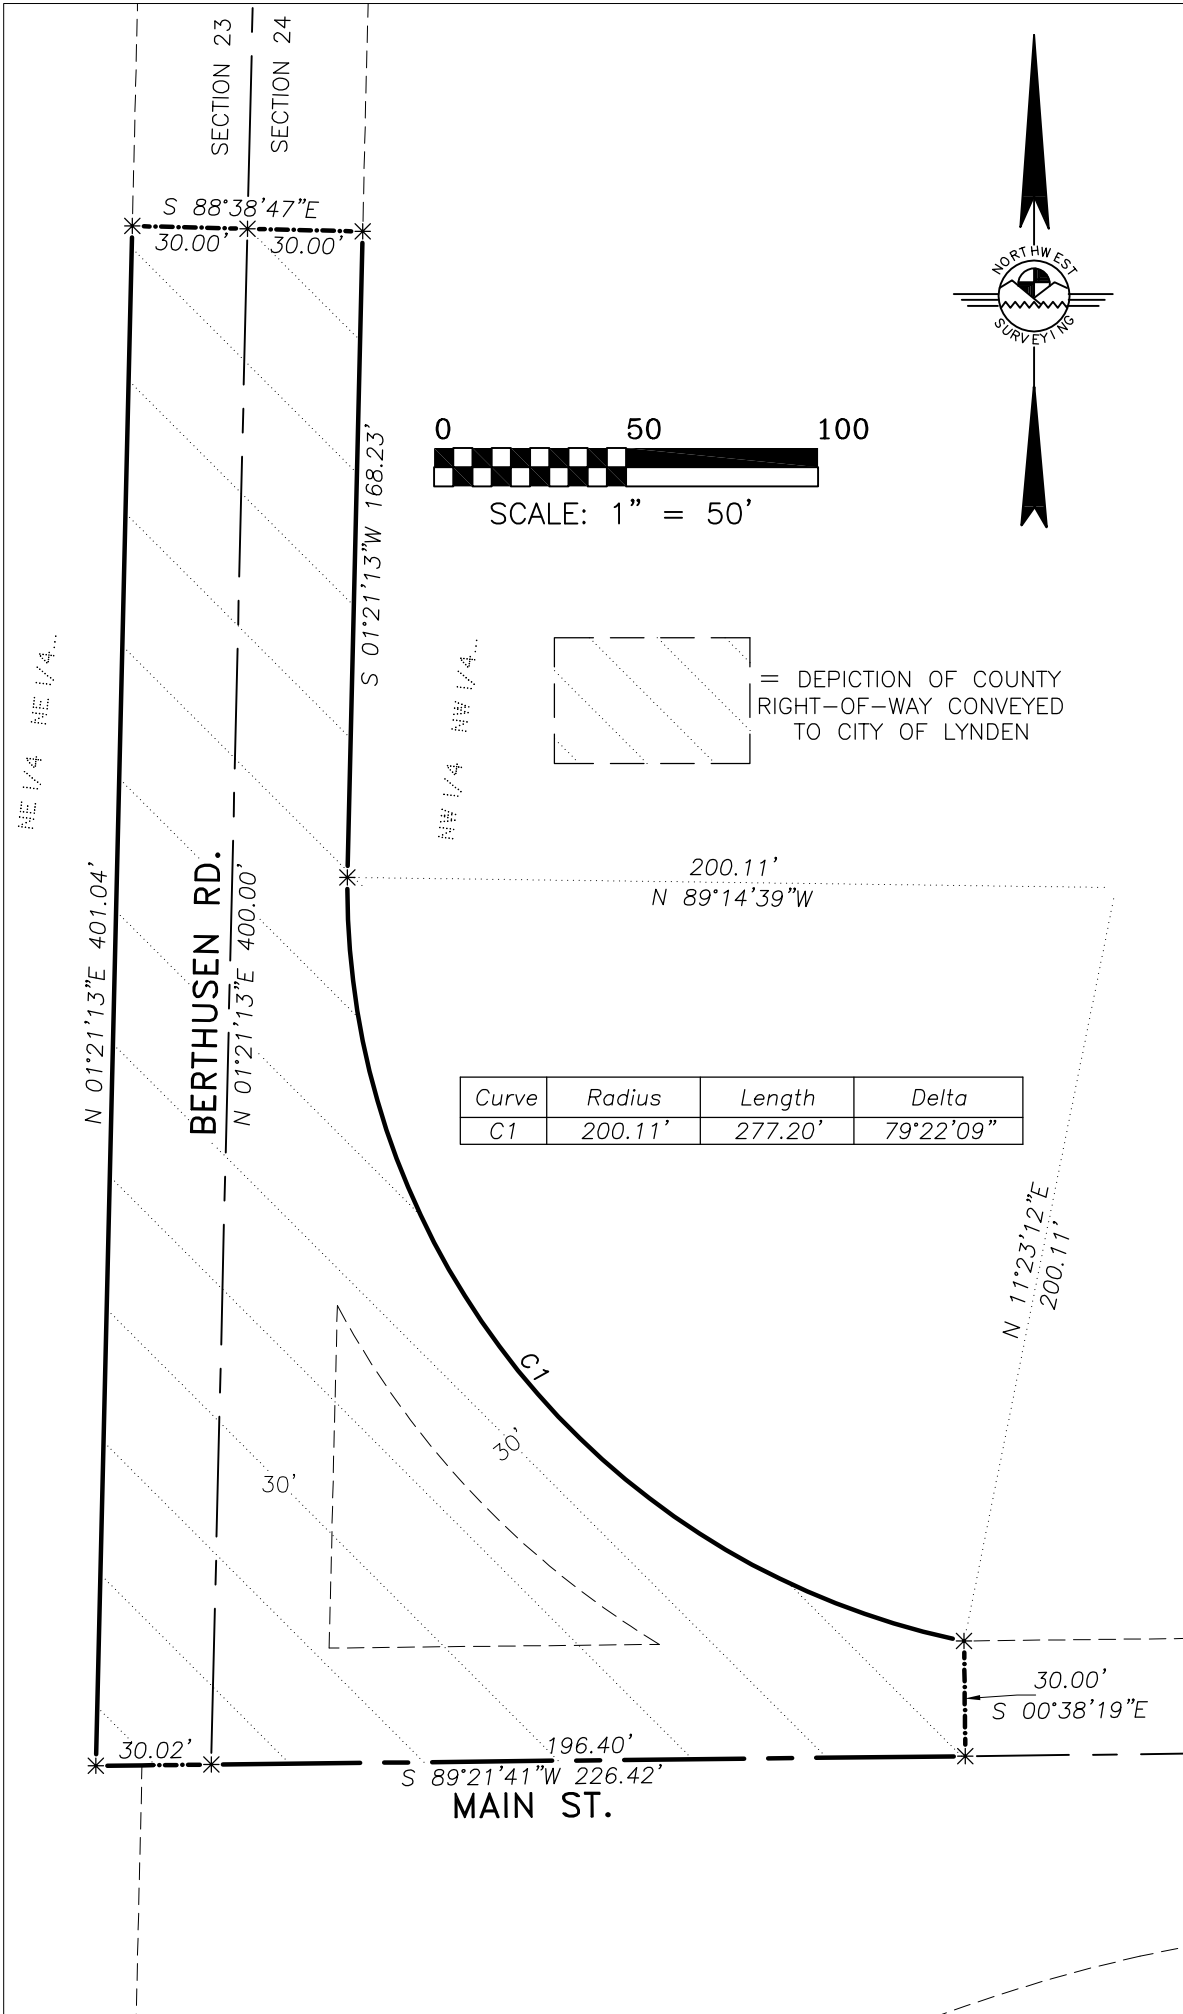 SECTION 23
SECTION 24
S 88°38'47"E
30.00' 30.00'
NORTHWEST
SURVEYING
0 50 100
SCALE: 1" = 50'
S 01°21'13"W 168.23'
NE 1/4 NE 1/4...
NW 1/4 NW 1/4...
= DEPICTION OF COUNTY
RIGHT-OF-WAY CONVEYED
TO CITY OF LYNDEN
200.11'
N 89°14'39"W
N 01°21'13"E 401.04'
BERTHUSEN RD.
N 01°21'13"E 400.00'
Curve Radius Length Delta
C1 200.11' 277.20' 79°22'09"
N 11°23'12"E
200.11'
C1
30'
30'
30.00'
S 00°38'19"E
30.02'
196.40'
S 89°21'41"W 226.42'
MAIN ST.